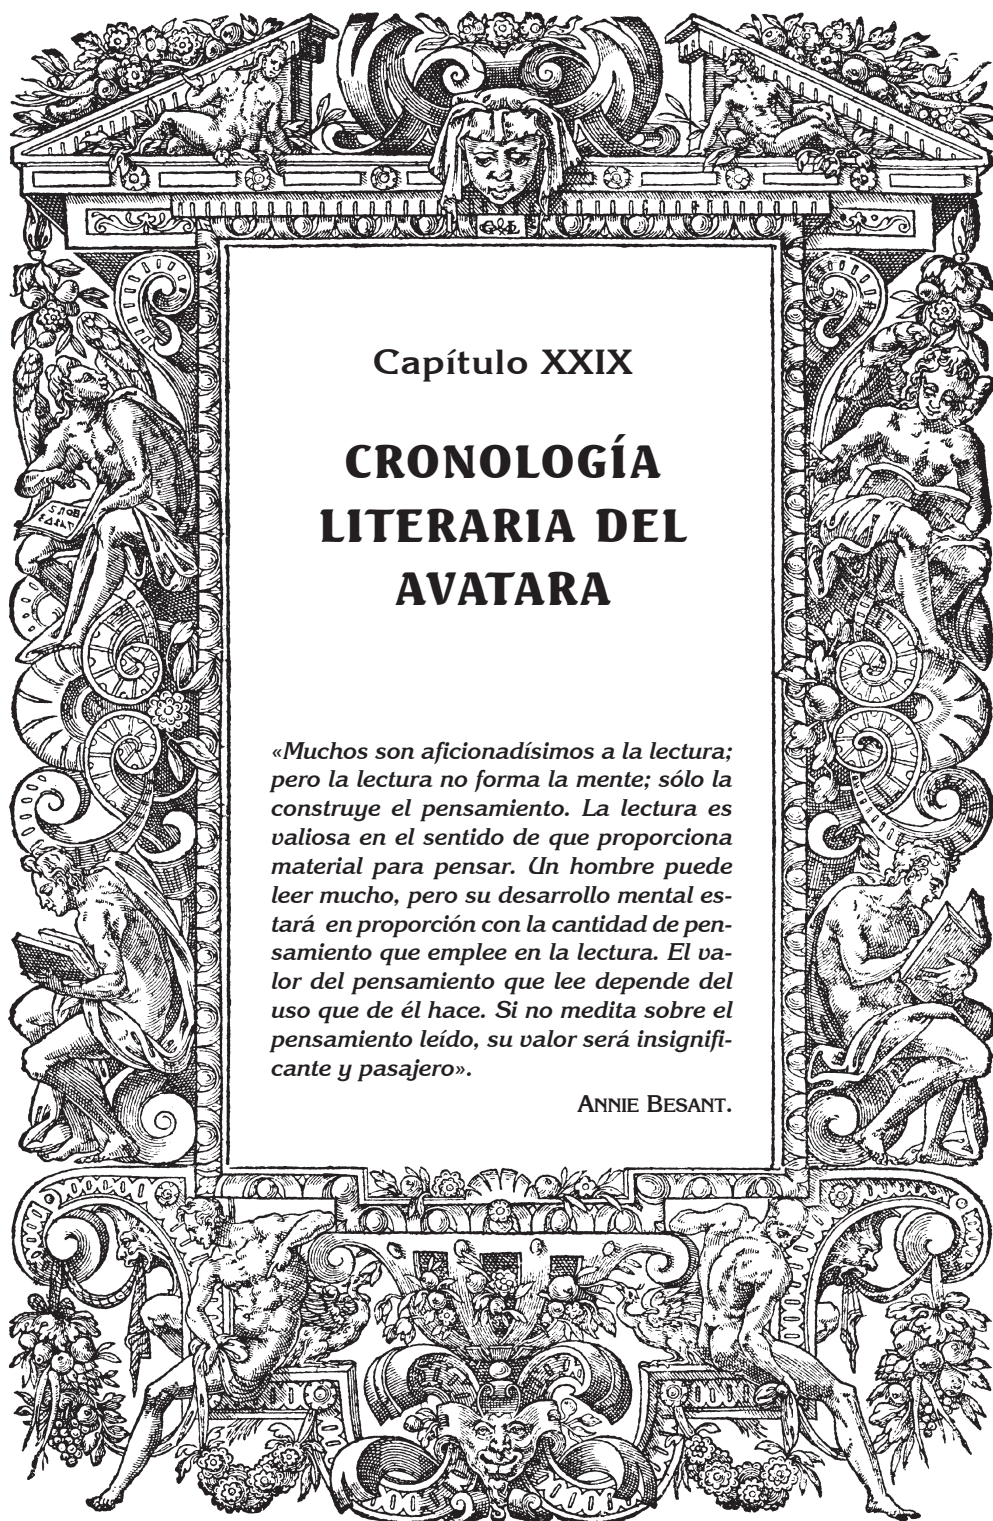 Capítulo XXIX
CRONOLOGÍA
LITERARIA DEL
AVATARA
«Muchos son aficionadísimos a la lectura;
pero la lectura no forma la mente; sólo la
construye el pensamiento. La lectura es
valiosa en el sentido de que proporciona
material para pensar. Un hombre puede
leer mucho, pero su desarrollo mental es-
tará en proporción con la cantidad de pen-
samiento que emplee en la lectura. El va-
lor del pensamiento que lee depende del
uso que de él hace. Si no medita sobre el
pensamiento leído, su valor será insignifi-
cante y pasajero».
ANNIE BESANT.